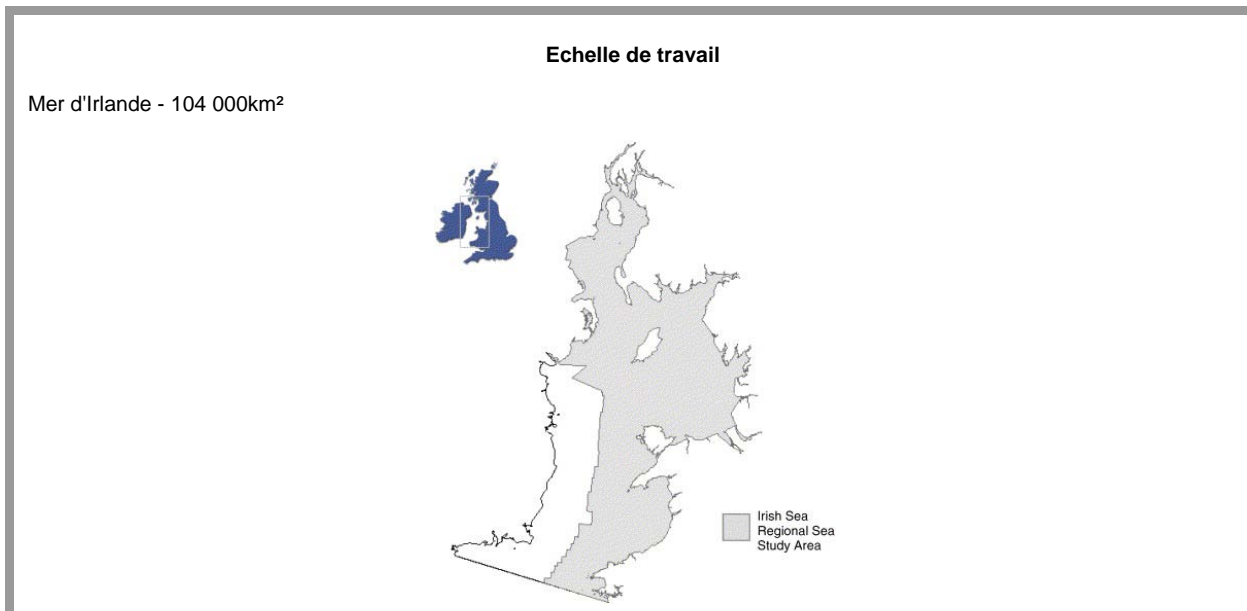 Echelle de travail
Mer d'Irlande - 104 000km²
Irish Sea
Regional Sea
Study Area